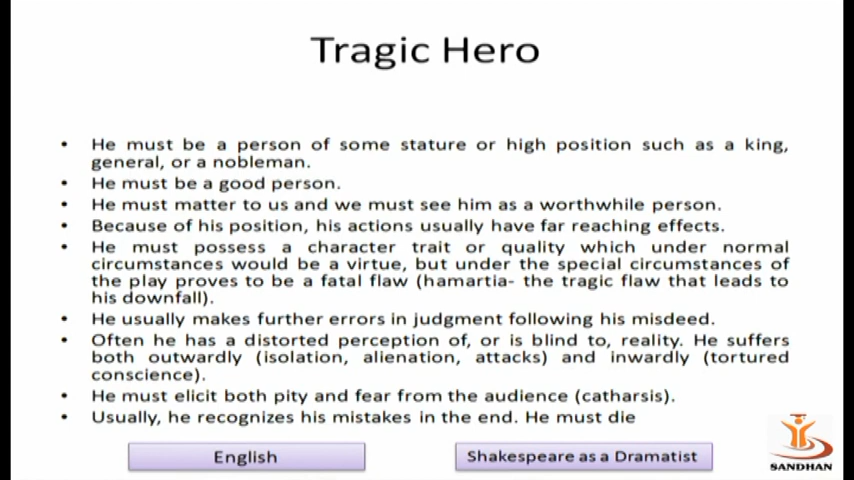 Tragic Hero
• He must be a person of some stature or high position such as a king,
general, or a nobleman.
• He must be a good person.
• He must matter to us and we must see him as a worthwhile person.
• Because of his position, his actions usually have far reaching effects.
• He must possess a character trait or quality which under normal
circumstances would be a virtue, but under the special circumstances of
the play proves to be a fatal flaw (hamartia- the tragic flaw that leads to
his downfall).
• He usually makes further errors in judgment following his misdeed.
• Often he has a distorted perception of, or is blind to, reality. He suffers
both outwardly (isolation, alienation, attacks) and inwardly (tortured
conscience).
• He must elicit both pity and fear from the audience (catharsis).
• Usually, he recognizes his mistakes in the end. He must die
English
Shakespeare as a Dramatist
SANDHAN